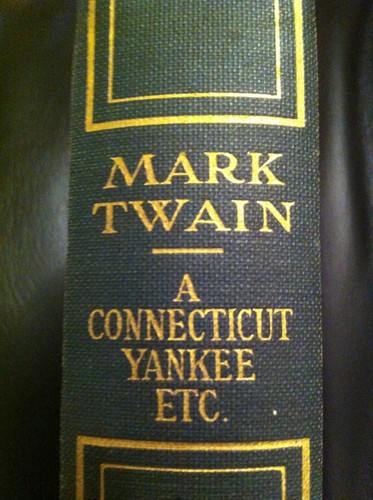 MARK
TWAIN
A
CONNECTICUT
YANKEE
ETC.